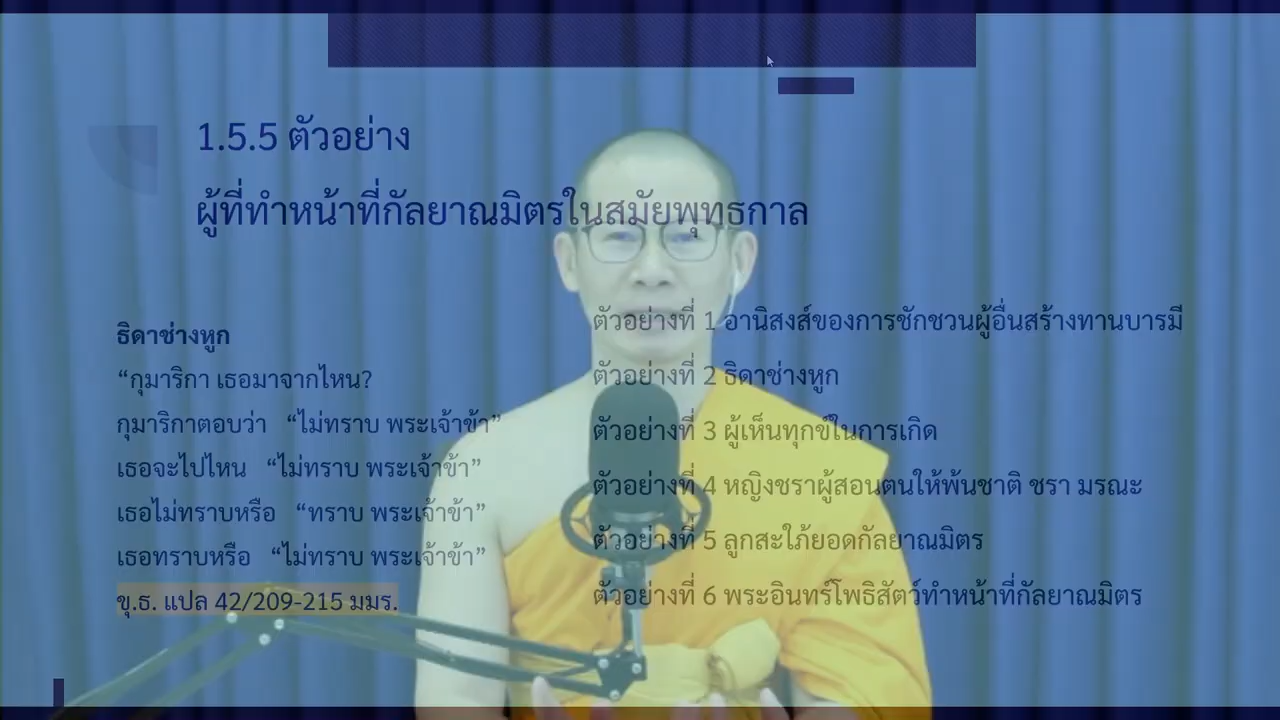 1.5.5 ตัวอย่าง
ผู้ที่ทำหน้าที่กัลยาณมิตรในสมัยพุทธกาล
ธิดาช่างหูก
“กุมาริกา เธอมาจากไหน?
กุมาริกาตอบว่า “ไม่ทราบ พระเจ้าข้า”
เธอจะไปไหน “ไม่ทราบ พระเจ้าข้า”
เธอไม่ทราบหรือ “ทราบ พระเจ้าข้า”
เธอทราบหรือ “ไม่ทราบ พระเจ้าข้า”
ขุ.ธ. แปล 42/209-215 มมร.
ตัวอย่างที่ 1 อานิสงส์ของการชักชวนผู้อื่นสร้างทานบารมี
ตัวอย่างที่ 2 ธิดาช่างหูก
ตัวอย่างที่ 3 ผู้เห็นทุกข์ในการเกิด
ตัวอย่างที่ 4 หญิงชราผู้สอนตนให้พ้นชาติ ชรา มรณะ
ตัวอย่างที่ 5 ลูกสะใภ้ยอดกัลยาณมิตร
ตัวอย่างที่ 6 พระอินทร์โพธิสัตว์ทำหน้าที่กัลยาณมิตร